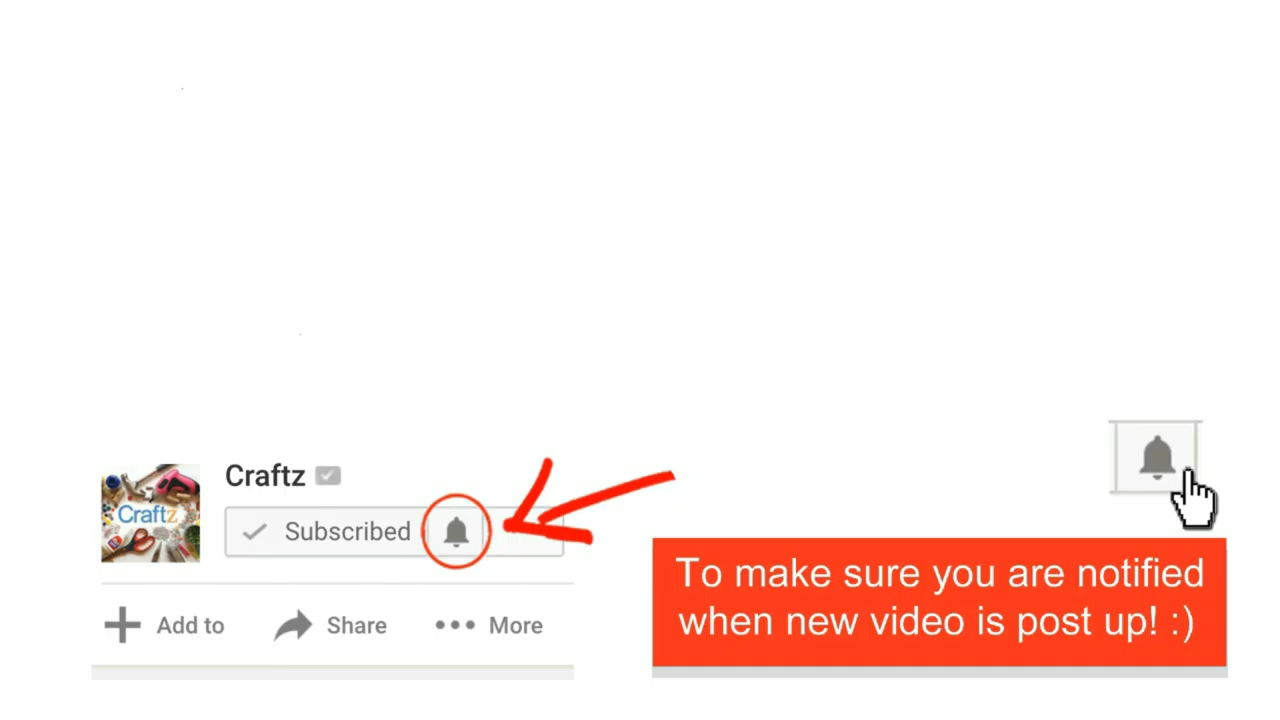 Craftz
Craftz
Subscribed
Add to
Share
More
To make sure you are notified
when new video is post up! :)